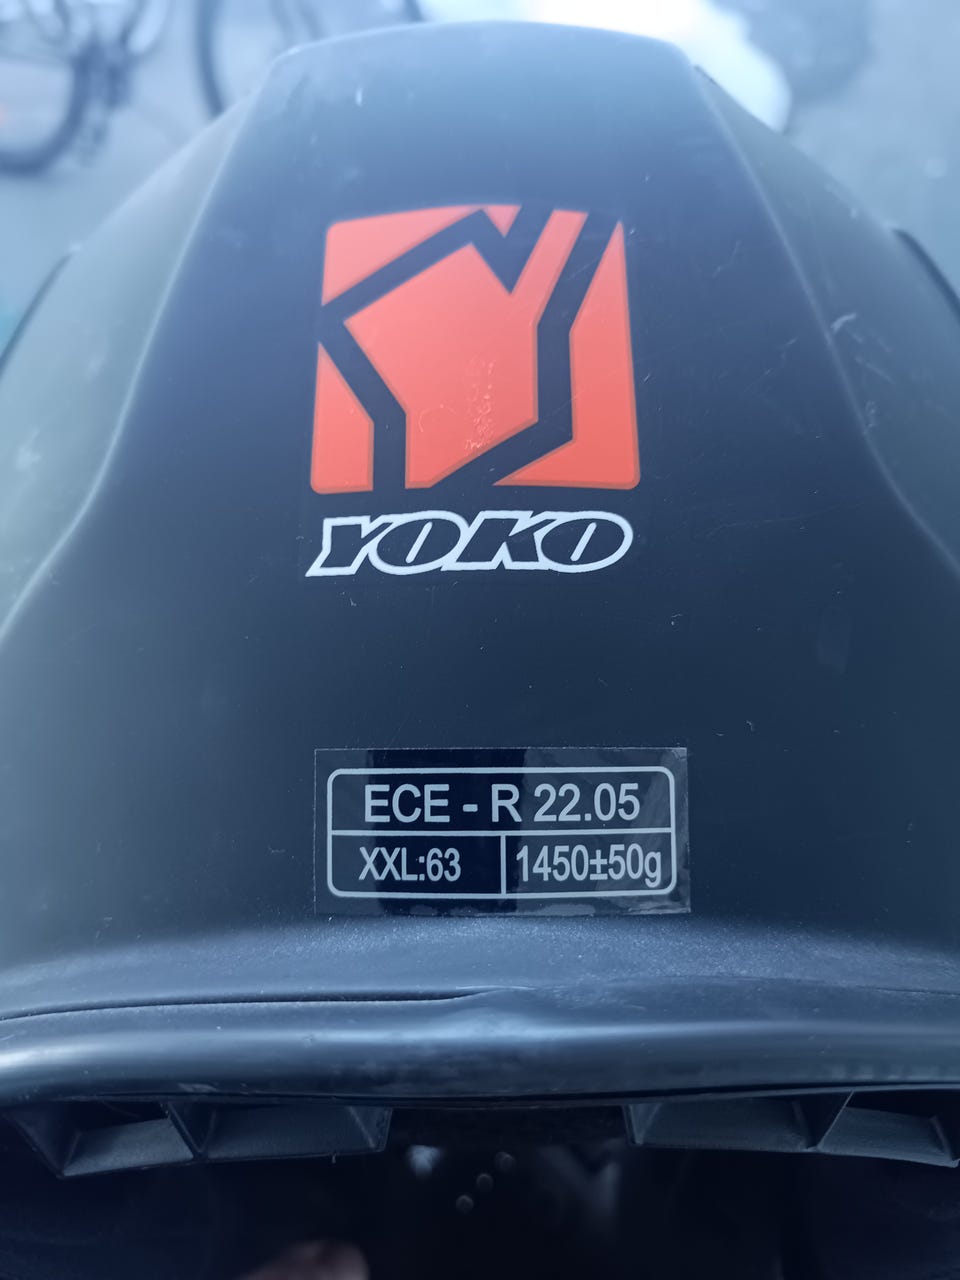 YOKO
ECE - R 22.05
XXL:63 1450±50g